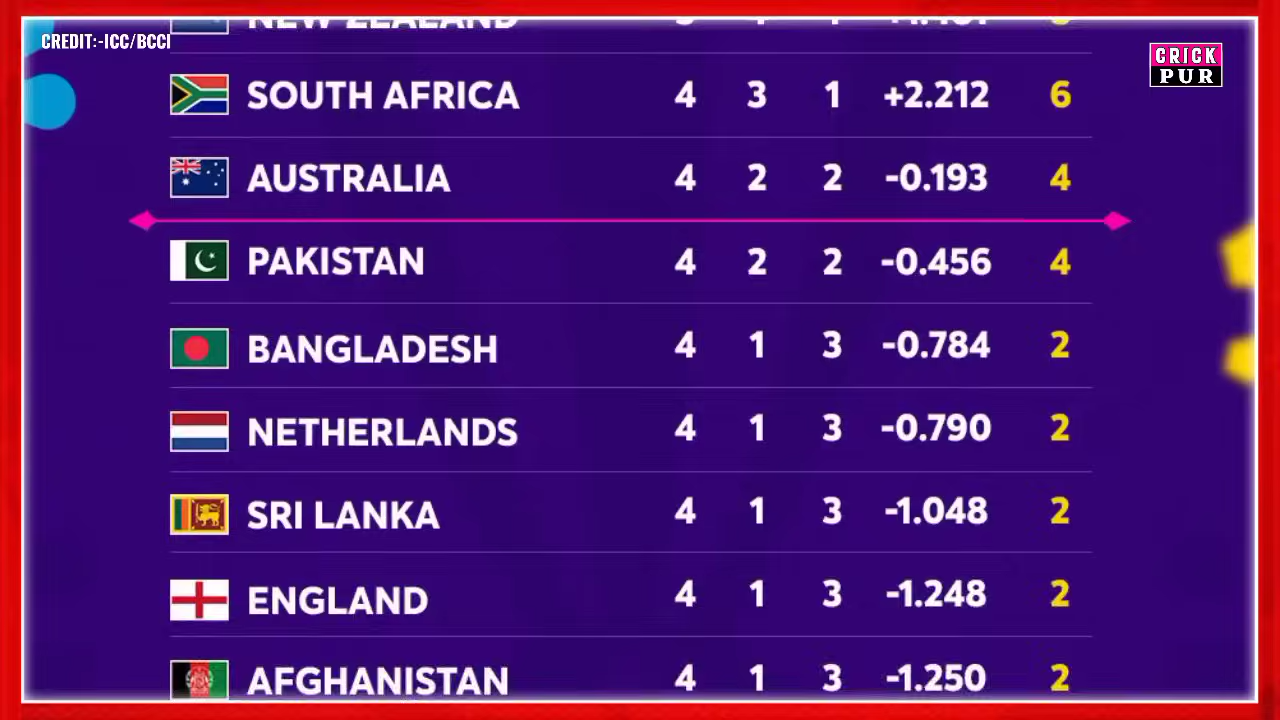 NEW ZEALAND
CREDIT:-ICC/BCCI
CRICK
PUR
SOUTH AFRICA 4 3 1 +2.212 6
AUSTRALIA 4 2 2 -0.193 4
PAKISTAN 4 2 2 -0.456 4
BANGLADESH 4 1 3 -0.784 2
NETHERLANDS 4 1 3 -0.790 2
SRI LANKA 4 1 3 -1.048 2
ENGLAND 4 1 3 -1.248 2
AFGHANISTAN 4 1 3 -1.250 2